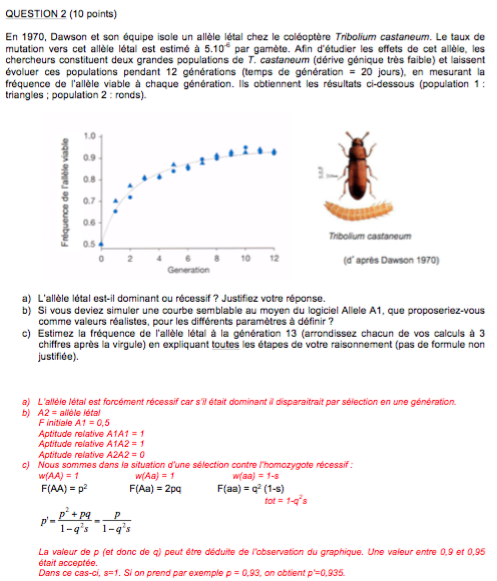 QUESTION 2 (10 points)
En 1970, Dawson et son équipe isole un allèle létal chez le coléoptère Tribolium castaneum. Le taux de
mutation vers cet allèle létal est estimé à 5.10⁻⁶ par gamète. Afin d'étudier les effets de cet allèle, les
chercheurs constituent deux grandes populations de T. castaneum (dérive génique très faible) et laissent
évoluer ces populations pendant 12 générations (temps de génération = 20 jours), en mesurant la
fréquence de l'allèle viable à chaque génération. Ils obtiennent les résultats ci-dessous (population 1 :
triangles ; population 2 : ronds).
Fréquence de l'allèle viable
1.0
0.9
0.8
0.7
0.6
0.5
0 2 4 6 8 10 12
Generation
Tribolium castaneum
(d'après Dawson 1970)
a) L'allèle létal est-il dominant ou récessif ? Justifiez votre réponse.
b) Si vous deviez simuler une courbe semblable au moyen du logiciel Allele A1, que proposeriez-vous
comme valeurs réalistes, pour les différents paramètres à définir ?
c) Estimez la fréquence de l'allèle létal à la génération 13 (arrondissez chacun de vos calculs à 3
chiffres après la virgule) en expliquant toutes les étapes de votre raisonnement (pas de formule non
justifiée).
a) L'allèle létal est forcément récessif car s'il était dominant il disparaîtrait par sélection en une génération.
b) A2 = allèle létal
F initiale A1 = 0,5
Aptitude relative A1A1 = 1
Aptitude relative A1A2 = 1
Aptitude relative A2A2 = 0
c) Nous sommes dans la situation d'une sélection contre l'homozygote récessif :
w(AA) = 1 w(Aa) = 1 w(aa) = 1-s
F(AA) = p² F(Aa) = 2pq F(aa) = q² (1-s)
tot = 1-q²s
p'= p² + pq / 1-q²s = p / 1-q²s
La valeur de p (et donc de q) peut être déduite de l'observation du graphique. Une valeur entre 0,9 et 0,95
était acceptée.
Dans ce cas-ci, s=1. Si on prend par exemple p = 0,93, on obtient p'=0,935.